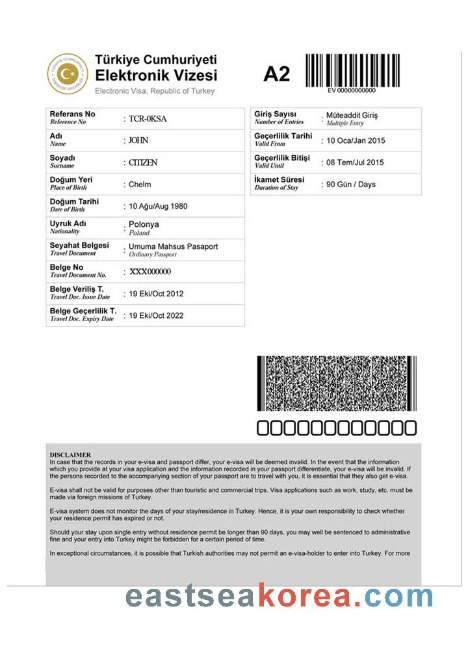 Türkiye Cumhuriyeti
Elektronik Vizesi
Electronic Visa, Republic of Turkey
A2
EV 00000000000
Referans No : TCR-0KSA
Reference No
Adı : JOHN
Name
Soyadı : CITIZEN
Surname
Doğum Yeri : Chelm
Place of Birth
Doğum Tarihi : 10 Ağu/Aug 1980
Date of Birth
Uyruk Adı : Polonya
Nationality Poland
Seyahat Belgesi : Umuma Mahsus Pasaport
Travel Document Ordinary Passport
Belge No : XXX000000
Travel Document No.
Belge Veriliş T. : 19 Eki/Oct 2012
Travel Doc. Issue Date
Belge Geçerlilik T. : 19 Eki/Oct 2022
Travel Doc. Expiry Date
Giriş Sayısı : Müteaddit Giriş
Number of Entries Multiple Entry
Geçerlilik Tarihi : 10 Oca/Jan 2015
Valid From
Geçerlilik Bitişi : 08 Tem/Jul 2015
Valid Until
İkamet Süresi : 90 Gün / Days
Duration of Stay
000000000000
DISCLAIMER
In case that the records in your e-visa and passport differ, your e-visa will be deemed invalid. In the event that the information
which you provide at your visa application and the information recorded in your passport differentiate, your e-visa will be invalid. If
the persons recorded to the accompanying section of your passport are to travel with you, it is essential that they also get e-visa.
E-visa shall not be valid for purposes other than touristic and commercial trips. Visa applications such as work, study, etc. must be
made via foreign missions of Turkey
E-visa system does not monitor the days of your stay/residence in Turkey. Hence, it is your own responsibility to check whether
your residence permit has expired or not.
Should your stay upon single entry without residence permit be longer than 90 days, you may well be sentenced to administrative
fine and your entry into Turkey might be forbidden for a certain period of time.
In exceptional circumstances, it is possible that Turkish authorities may not permit an e-visa-holder to enter into Turkey. For more
eastseakorea.com